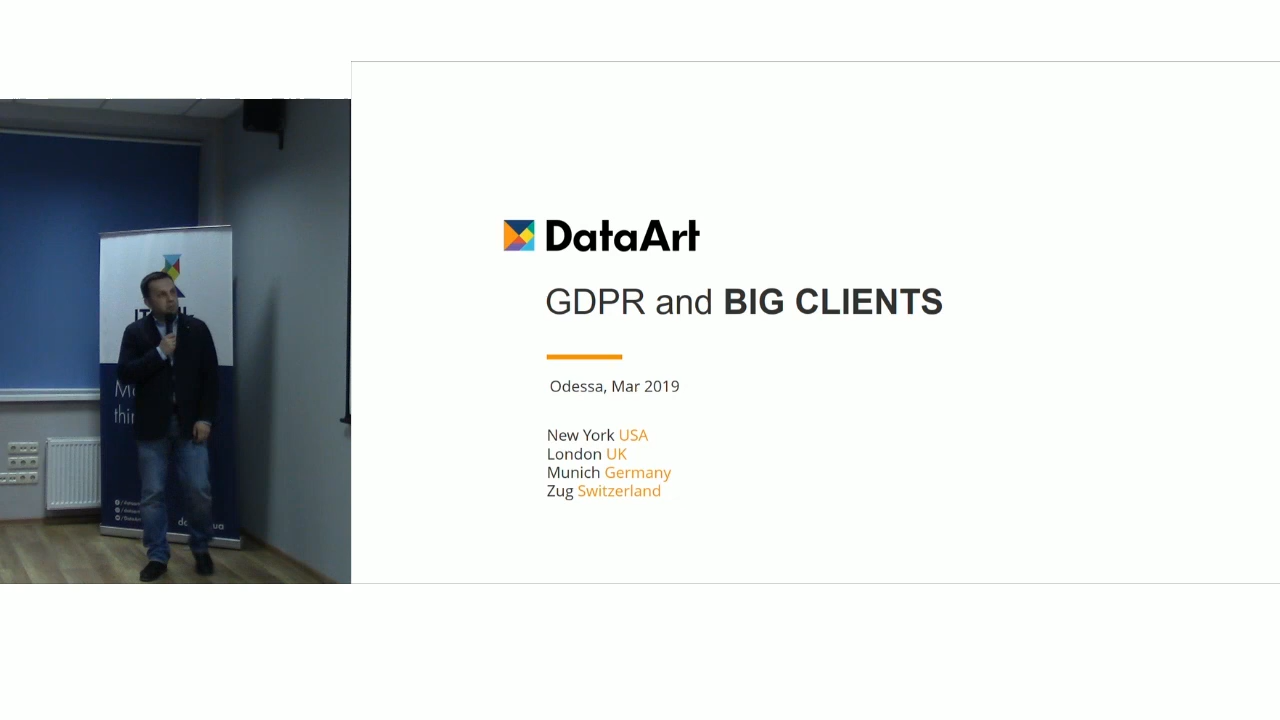 DataArt
GDPR and BIG CLIENTS
Odessa, Mar 2019
New York USA
London UK
Munich Germany
Zug Switzerland